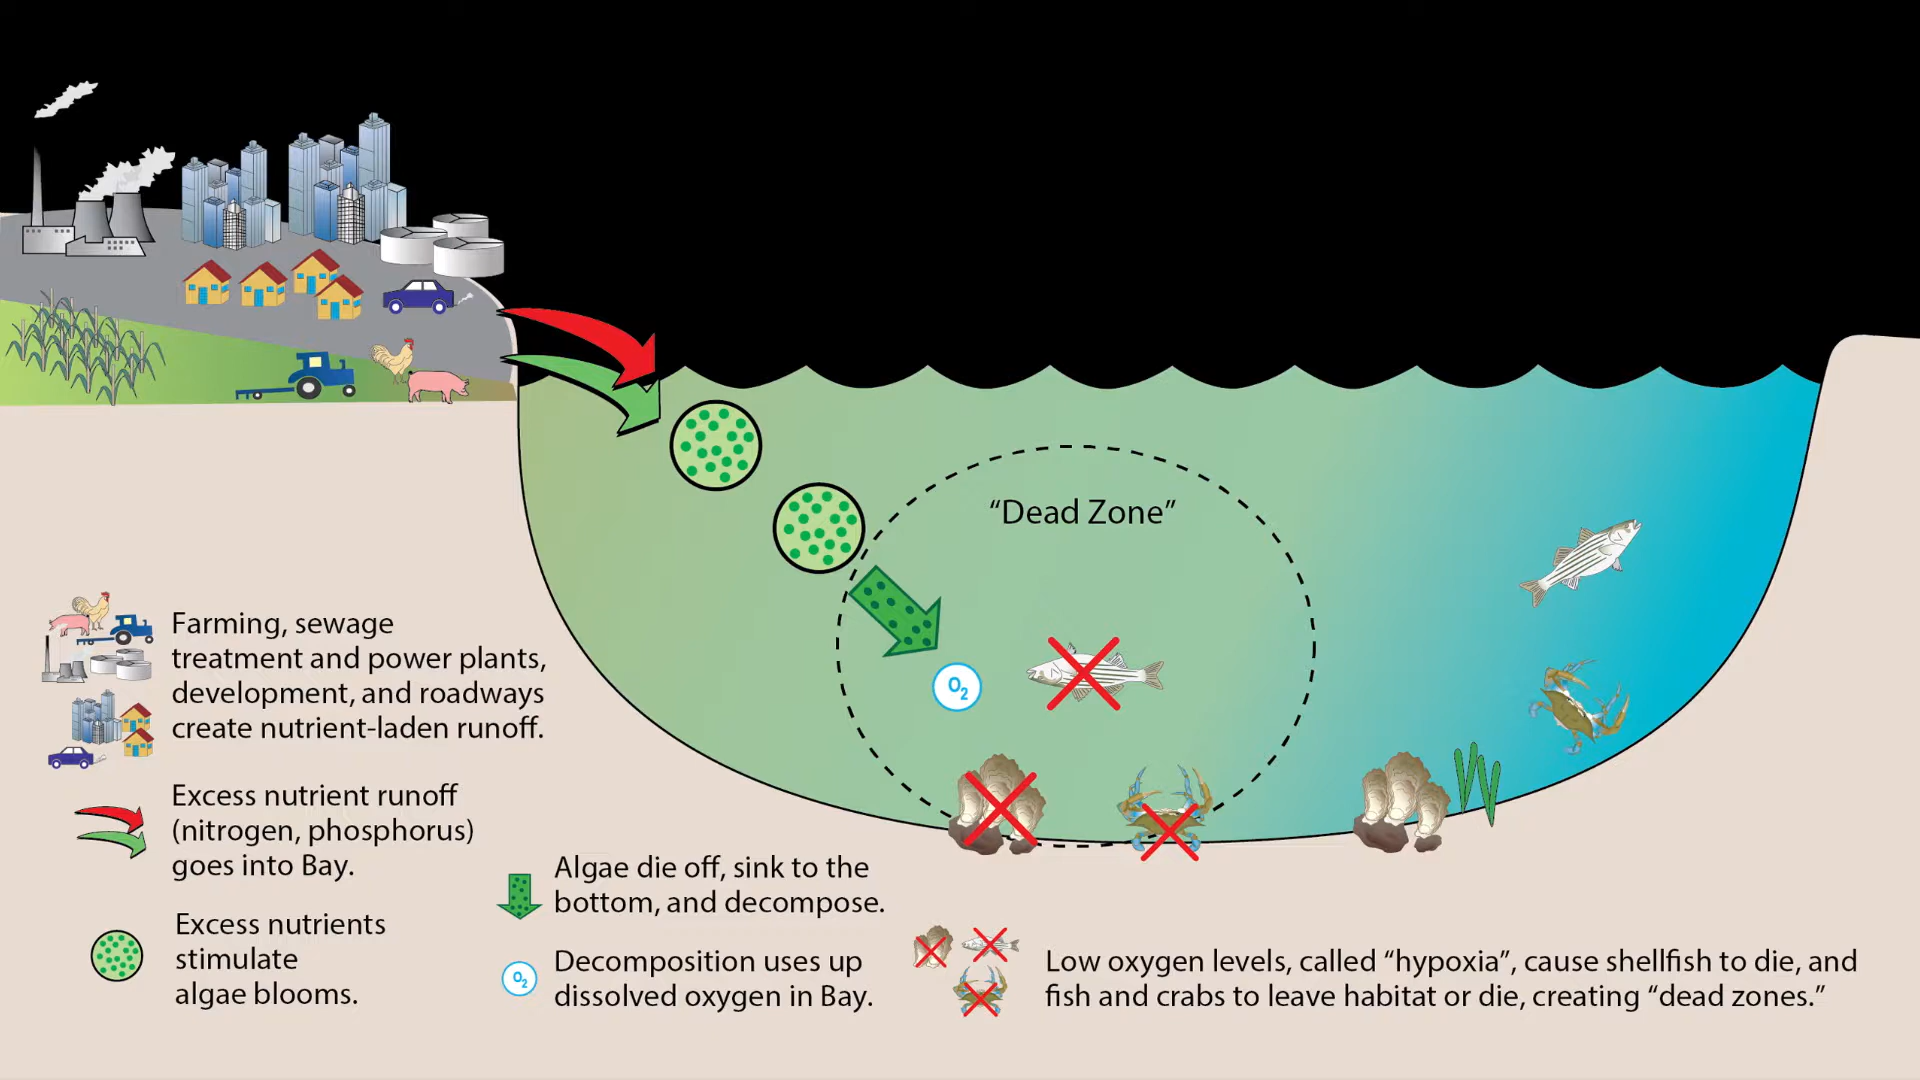 “Dead Zone”
O₂
Farming, sewage
treatment and power plants,
development, and roadways
create nutrient-laden runoff.
Excess nutrient runoff
(nitrogen, phosphorus)
goes into Bay.
Excess nutrients
stimulate
algae blooms.
Algae die off, sink to the
bottom, and decompose.
O₂
Decomposition uses up
dissolved oxygen in Bay.
Low oxygen levels, called “hypoxia”, cause shellfish to die, and
fish and crabs to leave habitat or die, creating “dead zones.”